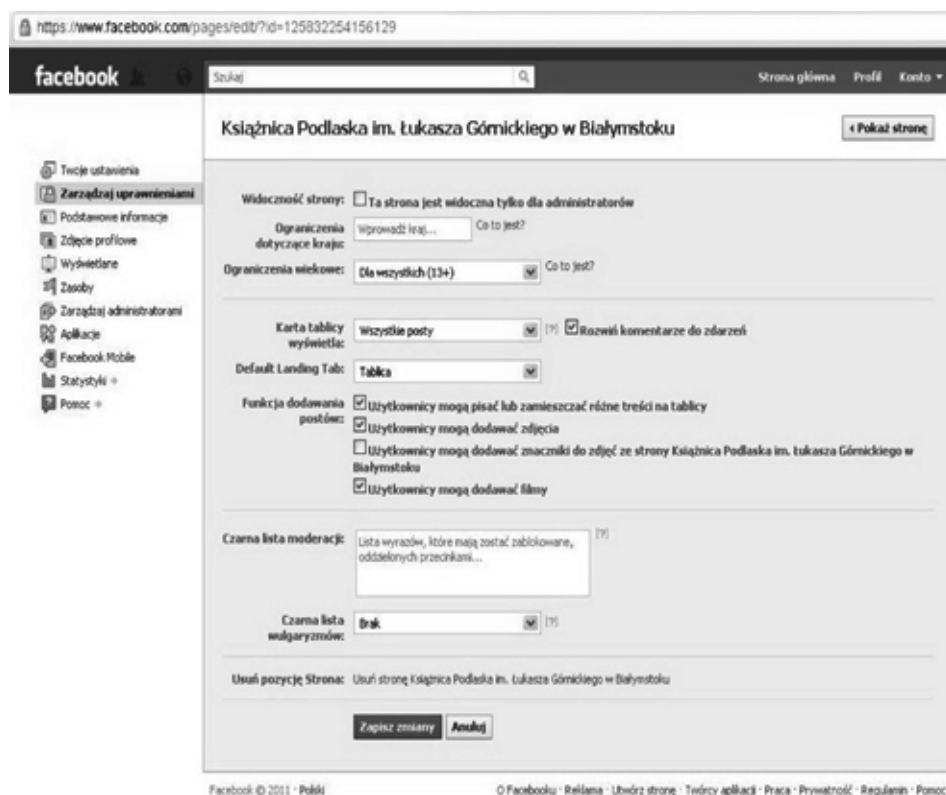 https://www.facebook.com/pages/edit/?id=125832254156129
facebook
Szukaj
Strona główna Profil Konto
Książnica Podlaska im. Łukasza Górnickiego w Białymstoku
Pokaż stronę
Twoje ustawienia
Zarządzaj uprawnieniami
Podstawowe informacje
Zdjęcie profilowe
Wyświetlane
Zasoby
Zarządzaj administratorami
Aplikacje
Facebook Mobile
Statystyki
Pomoc
Widoczność strony: Ta strona jest widoczna tylko dla administratorów
Ograniczenia dotyczące kraju: Wprowadź kraj... Co to jest?
Ograniczenia wiekowe: Dla wszystkich (13+) Co to jest?
Karta tablicy wyświetla: Wszystkie posty [?] Rozwiń komentarze do zdarzeń
Default Landing Tab: Tablica
Funkcja dodawania postów: Użytkownicy mogą pisać lub zamieszczać różne treści na tablicy
Użytkownicy mogą dodawać zdjęcia
Użytkownicy mogą dodawać znaczniki do zdjęć ze strony Książnica Podlaska im. Łukasza Górnickiego w
Białymstoku
Użytkownicy mogą dodawać filmy
Czarna lista moderacji: Lista wyrazów, które mają zostać zablokowane, [?]
oddzielonych przecinkami...
Czarna lista wulgaryzmów: Brak [?]
Usuń pozycję Strona: Usuń stronę Książnica Podlaska im. Łukasza Górnickiego w Białymstoku
Zapisz zmiany Anuluj
Facebook © 2011 · Polski
O Facebooku · Reklama · Utwórz stronę · Twórcy aplikacji · Praca · Prywatność · Regulamin · Pomoc